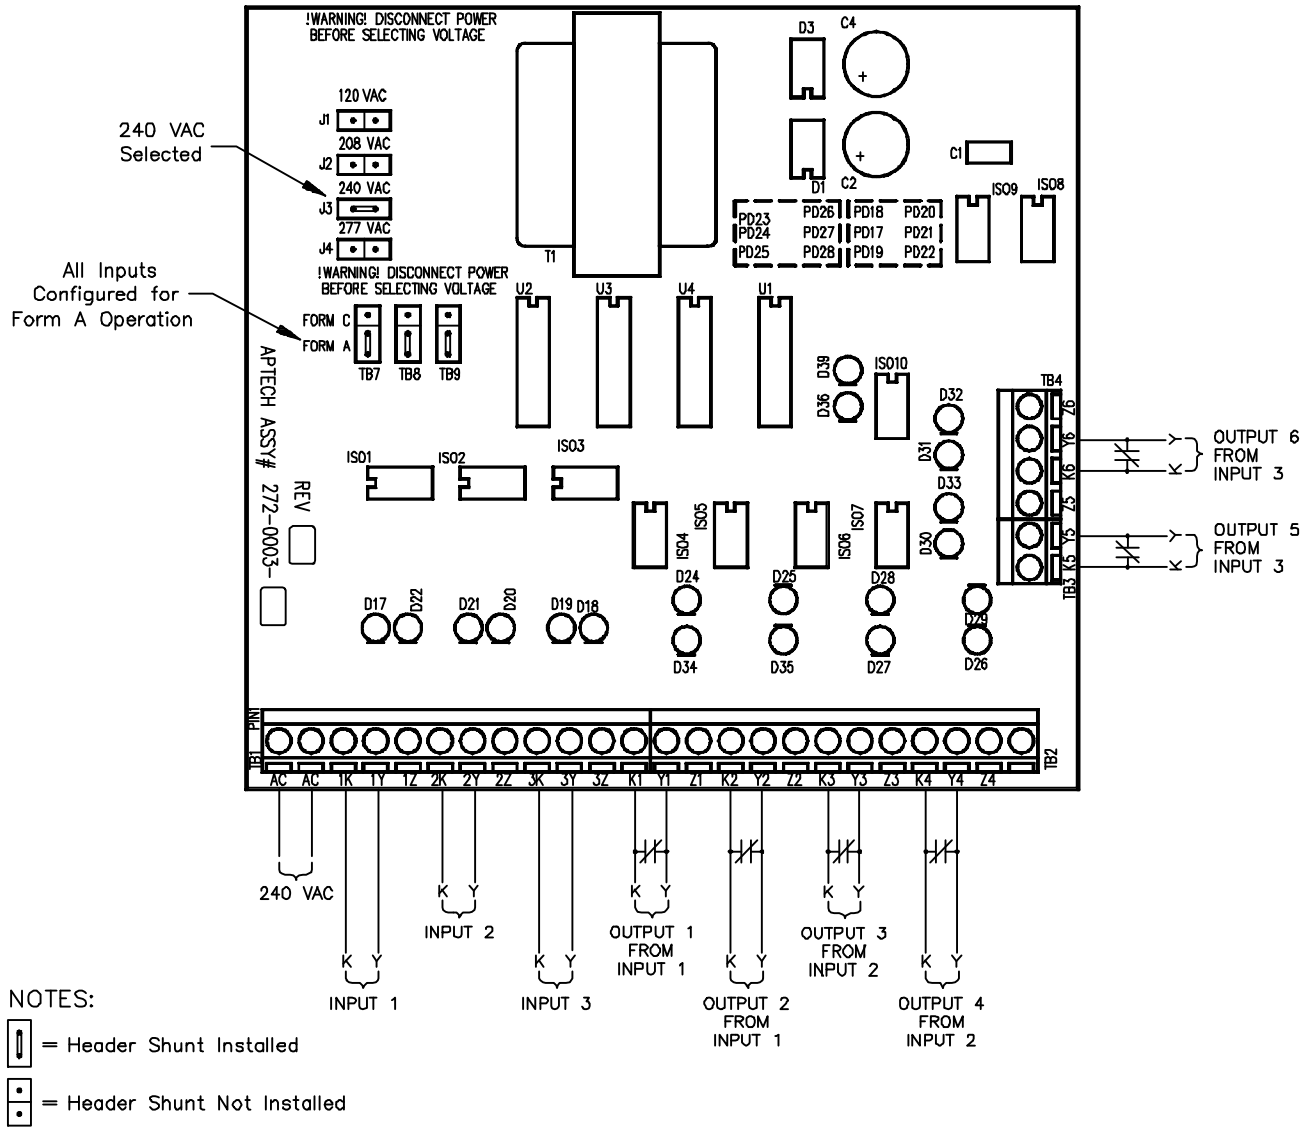 !WARNING! DISCONNECT POWER
BEFORE SELECTING VOLTAGE
120 VAC
J1
208 VAC
J2
240 VAC
J3
277 VAC
J4
!WARNING! DISCONNECT POWER
BEFORE SELECTING VOLTAGE
240 VAC
Selected
All Inputs
Configured for
Form A Operation
FORM C
FORM A
TB7 TB8 TB9
APTECH ASSY# 272-0003-
REV
T1
D3 C4
+
D1 C2
+
C1
ISO9 ISO8
PD23 PD26 PD18 PD20
PD24 PD27 PD17 PD21
PD25 PD28 PD19 PD22
U2 U3 U4 U1
D39
D36
ISO10
D32
D31
D33
D30
ISO1 ISO2 ISO3
ISO4 ISO5 ISO6 ISO7
TB4
Z6
Y6
K6
Z5
Y5
K5
TB3
Y
K
OUTPUT 6
FROM
INPUT 3
Y
K
OUTPUT 5
FROM
INPUT 3
D17 D22 D21 D20 D19 D18
D24 D25 D28 D29
D34 D35 D27 D26
PIN1
TB1
TB2
AC AC 1K 1Y 1Z 2K 2Y 2Z 3K 3Y 3Z K1 Y1 Z1 K2 Y2 Z2 K3 Y3 Z3 K4 Y4 Z4
240 VAC
K Y
INPUT 1
K Y
INPUT 2
K Y
INPUT 3
K Y
OUTPUT 1
FROM
INPUT 1
K Y
OUTPUT 2
FROM
INPUT 1
K Y
OUTPUT 3
FROM
INPUT 2
K Y
OUTPUT 4
FROM
INPUT 2
NOTES:
= Header Shunt Installed
= Header Shunt Not Installed